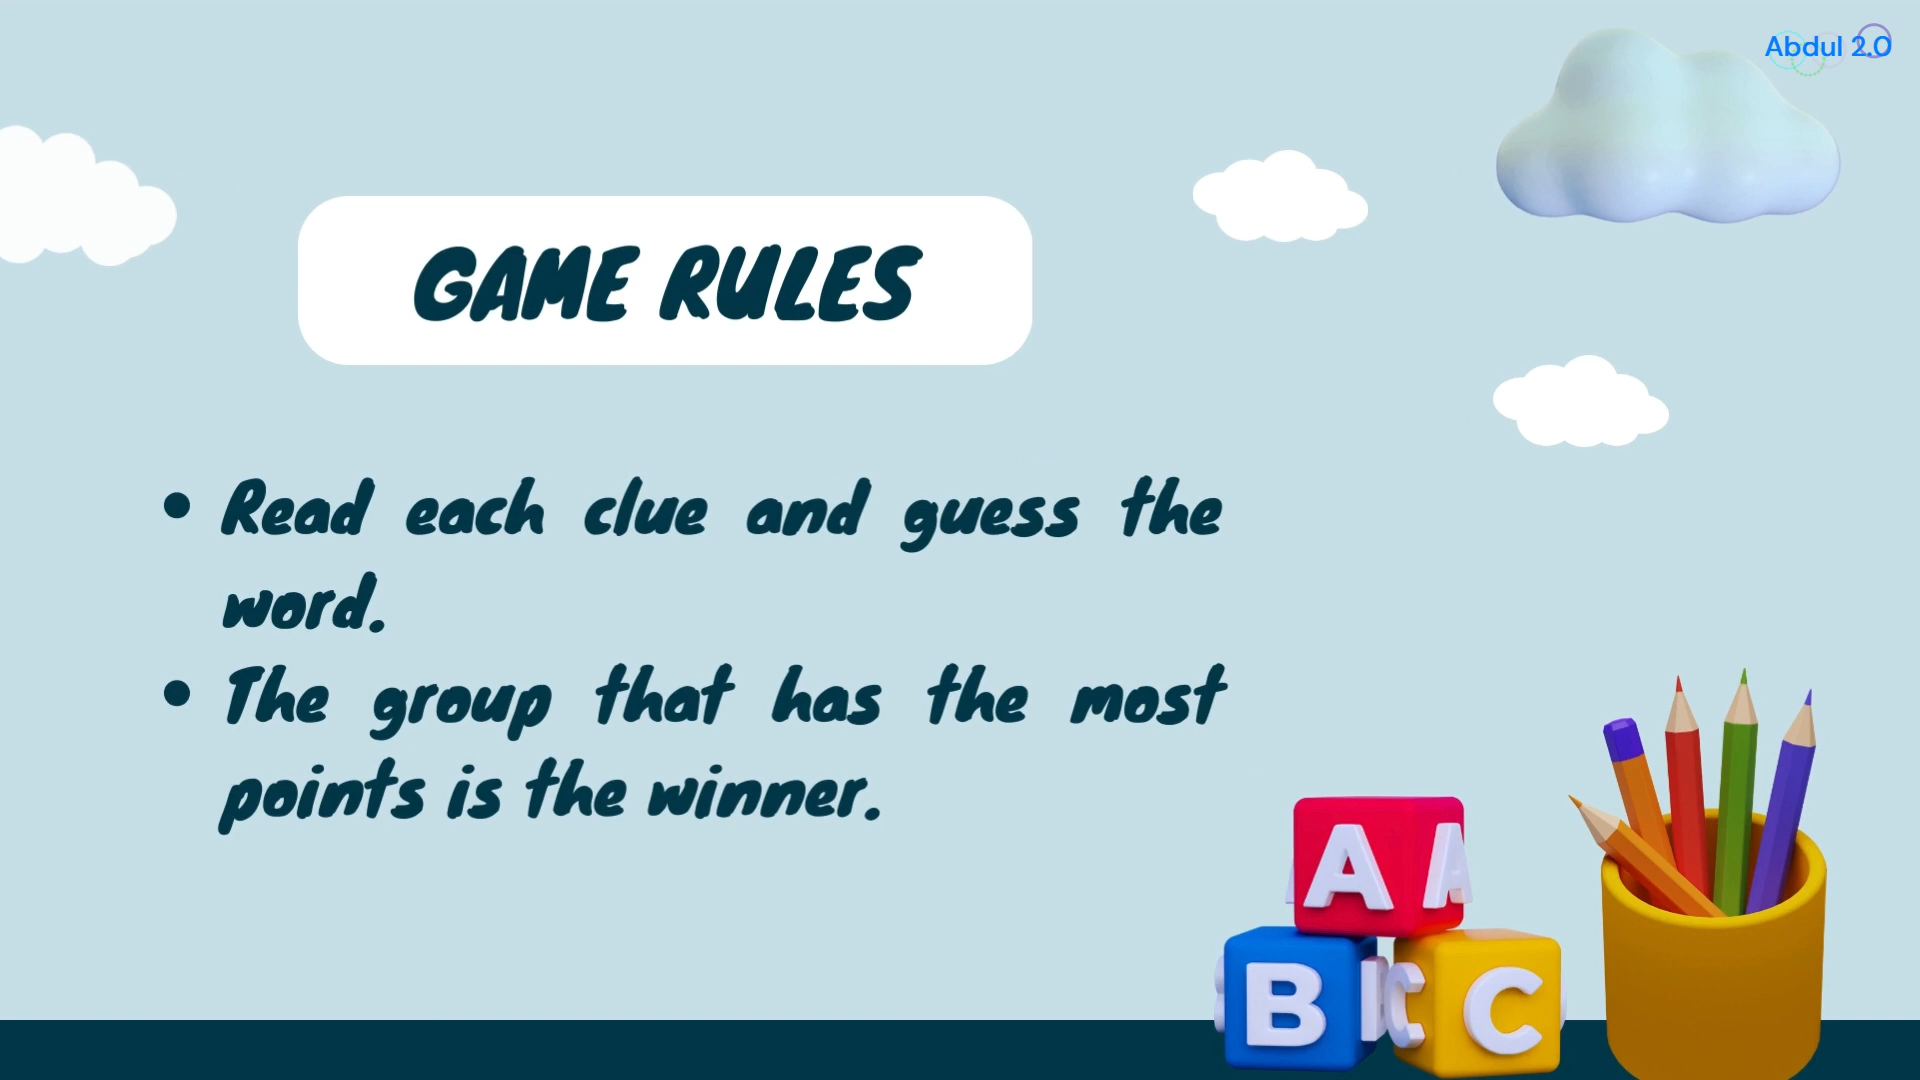 Abdul 2.0
GAME RULES
• Read each clue and guess the
word.
• The group that has the most
points is the winner.
A A
B B C C